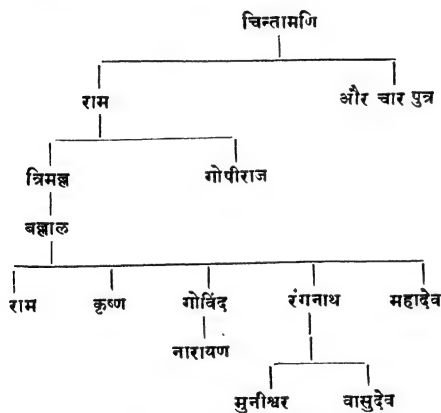 चिन्तामणि
राम और चार पुत्र
त्रिमल्ल गोपीराज
बल्लाल
राम कृष्ण गोविंद रंगनाथ महादेव
नारायण
मुनीश्वर वासुदेव